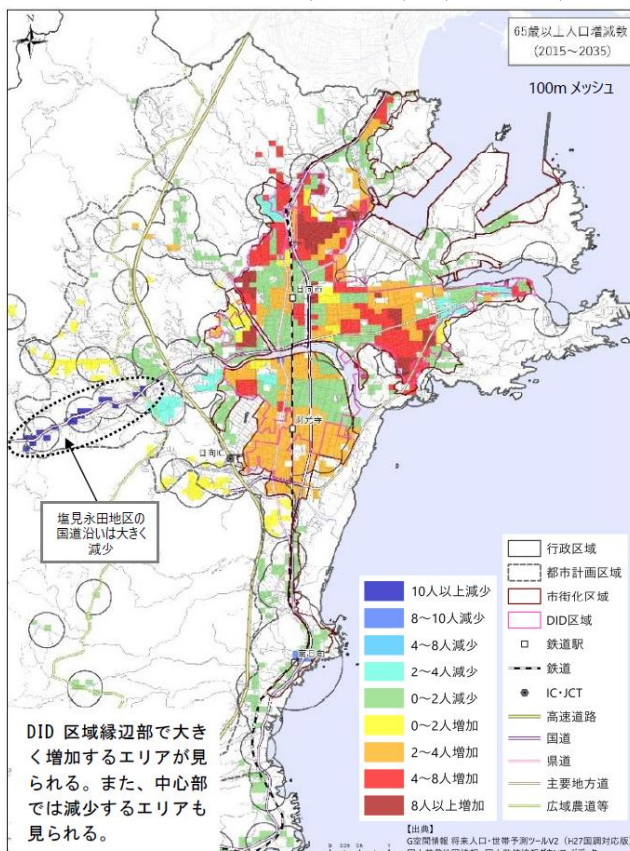 65歳以上人口増減数
（2015～2035）
100m メッシュ
N
日向市
財光寺
日向IC
塩見永田地区の
国道沿いは大きく
減少
南日向
10人以上減少
8～10人減少
4～8人減少
2～4人減少
0～2人減少
0～2人増加
2～4人増加
4～8人増加
8人以上増加
行政区域
都市計画区域
市街化区域
DID区域
鉄道駅
鉄道
IC・JCT
高速道路
国道
県道
主要地方道
広域農道等
DID 区域縁辺部で大き
く増加するエリアが見
られる。また、中心部
では減少するエリアも
見られる。
【出典】
G空間情報 将来人口・世帯予測ツールV2（H27国調対応版）